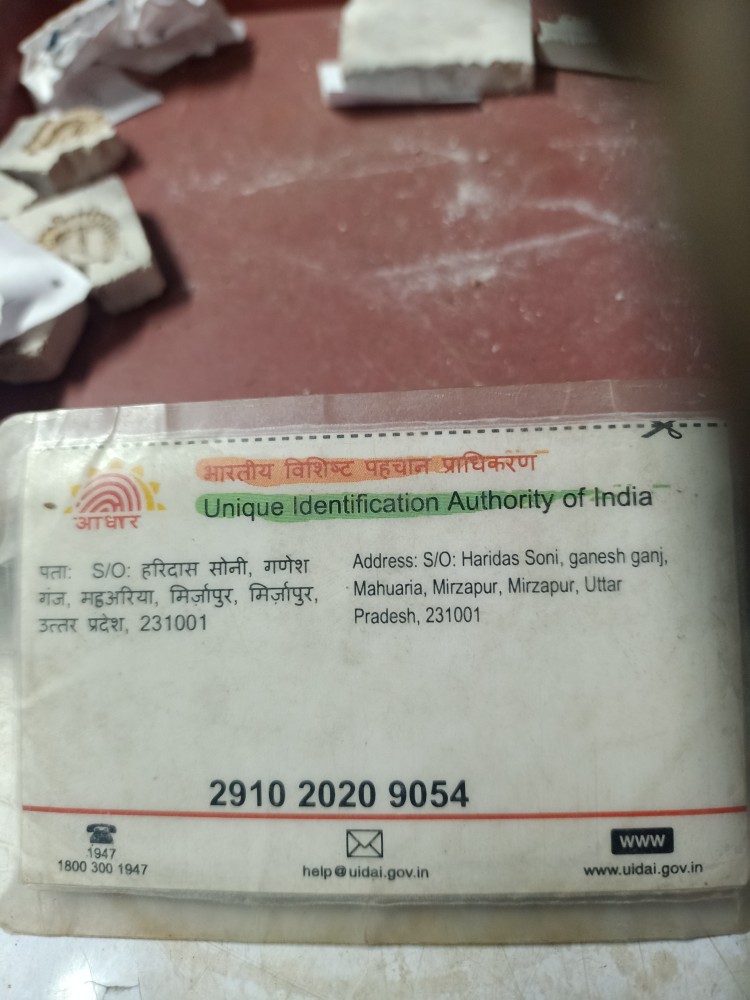 भारतीय विशिष्ट पहचान प्राधिकरण
Unique Identification Authority of India
आधार
पता: S/O: हरिदास सोनी, गणेश
गंज, महुअरिया, मिर्ज़ापुर, मिर्ज़ापुर,
उत्तर प्रदेश, 231001
Address: S/O: Haridas Soni, ganesh ganj,
Mahuaria, Mirzapur, Mirzapur, Uttar
Pradesh, 231001
2910 2020 9054
1947
1800 300 1947
help@uidai.gov.in
WWW
www.uidai.gov.in